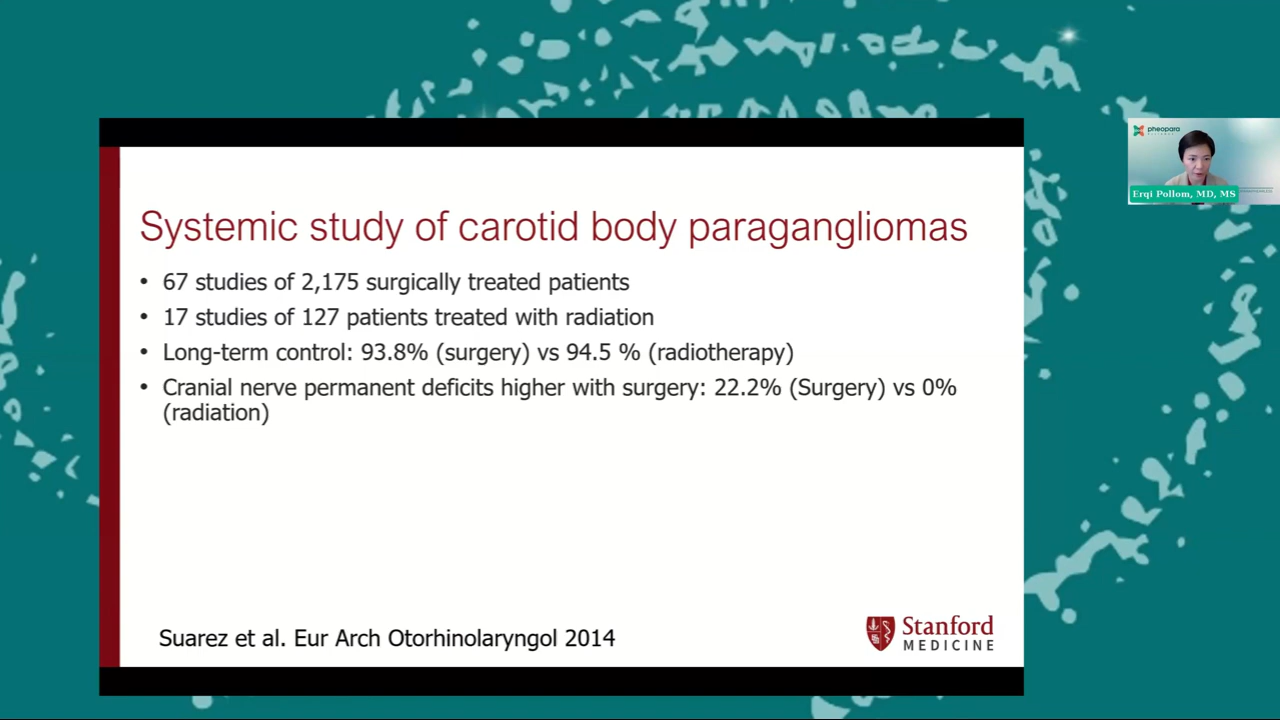 Systemic study of carotid body paragangliomas
• 67 studies of 2,175 surgically treated patients
• 17 studies of 127 patients treated with radiation
• Long-term control: 93.8% (surgery) vs 94.5 % (radiotherapy)
• Cranial nerve permanent deficits higher with surgery: 22.2% (Surgery) vs 0%
(radiation)
Suarez et al. Eur Arch Otorhinolaryngol 2014
Stanford
MEDICINE
pheopara
Erqi Pollom, MD, MS